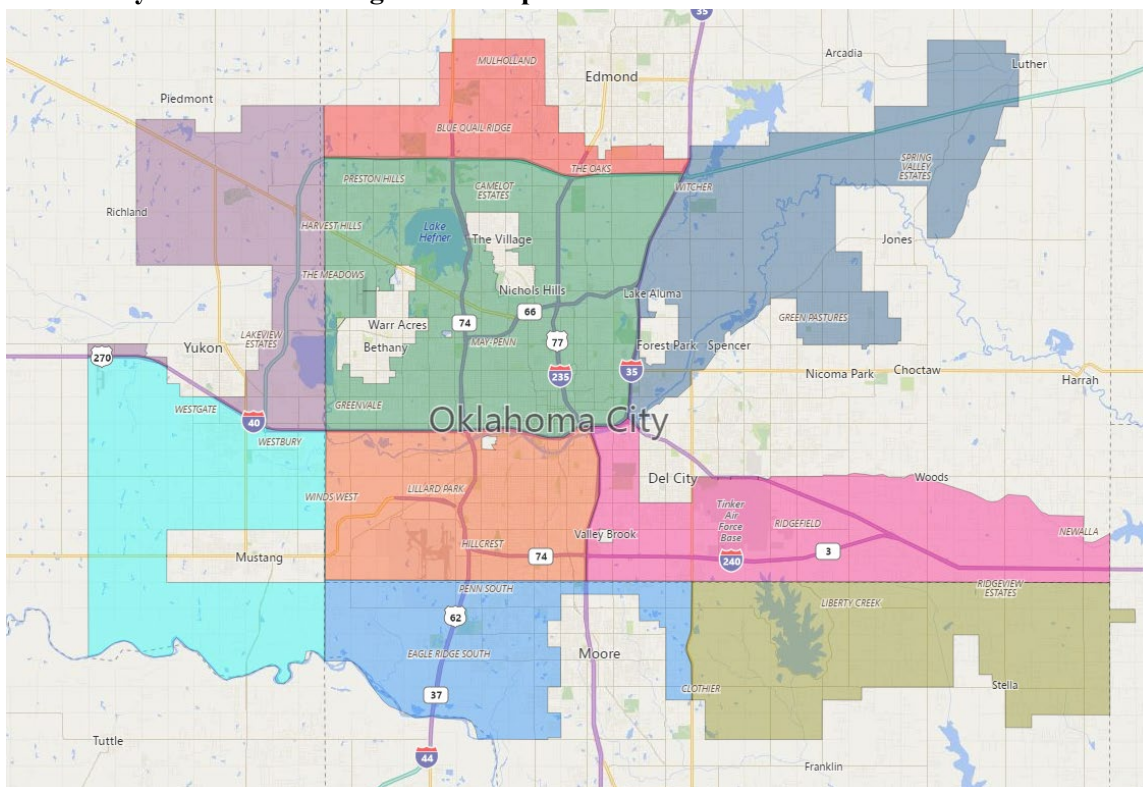 35
MULHOLLAND
Edmond
Arcadia
Luther
Piedmont
BLUE QUAIL RIDGE
THE OAKS
PRESTON HILLS
CAMELOT
ESTATES
WITCHER
SPRING
VALLEY
ESTATES
Richland
HARVEST HILLS
Lake
Hefner
The Village
Jones
THE MEADOWS
Nichols Hills
Lake Aluma
66
GREEN PASTURES
LAKEVIEW
ESTATES
Warr Acres
74
77
Yukon
Bethany
MAY-PENN
Forest Park
Spencer
270
235
35
Nicoma Park
Choctaw
Harrah
WESTGATE
GREENVALE
40
Oklahoma City
WESTBURY
Del City
Woods
WINDS WEST
LILLARD PARK
Tinker
Air
Force
Base
RIDGEFIELD
NEWALLA
Valley Brook
HILLCREST
74
240
3
Mustang
PENN SOUTH
RIDGEVIEW
ESTATES
LIBERTY CREEK
62
EAGLE RIDGE SOUTH
Moore
CLOTHIER
Stella
37
Tuttle
44
Franklin